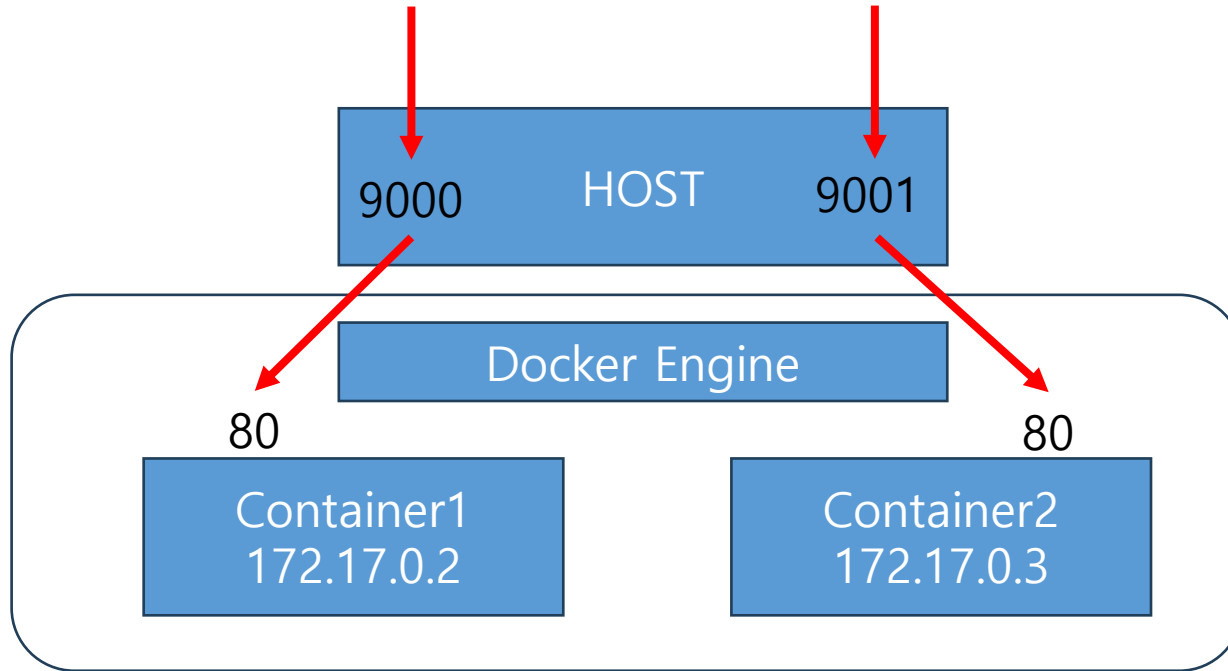 9000
HOST
9001
Docker Engine
80
80
Container1
172.17.0.2
Container2
172.17.0.3